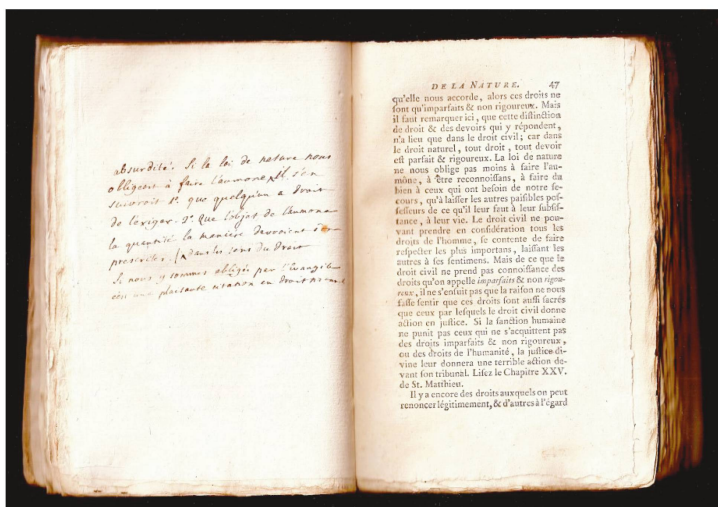 absurdité. Si la loi de nature nous
obligeoit à faire l'aumone, il s'en
suivroit 1°. que quelqu'un a droit
de l'exiger. 2°. que l'objet de l'aumone
la quantité la manière devroient être
prescrits. dans les
Si nous y sommes obligés par l'évangile
c'est une plaisante citation en droit
DE LA NATURE. 47
qu'elle nous accorde, alors ces droits ne
sont qu'imparfaits & non rigoureux. Mais
il faut remarquer ici, que cette distinction
de droit & des devoirs qui y répondent,
n'a lieu que dans le droit civil; car dans
le droit naturel, tout droit, tout devoir
est parfait & rigoureux. La loi de nature
ne nous oblige pas moins à faire l'au-
mône, à être reconnoissans, à faire du
bien à ceux qui ont besoin de notre se-
cours, qu'à laisser les autres paisibles pos-
sesseurs de ce qu'il leur faut à leur subsis-
tance, à leur vie. Le droit civil ne pou-
vant prendre en considération tous les
droits de l'homme, se contente de faire
respecter les plus importans, laissant les
autres à ses sentimens. Mais de ce que le
droit civil ne prend pas connoissance des
droits qu'on appelle imparfaits & non rigou-
reux, il ne s'ensuit pas que la raison ne nous
fasse sentir que ces droits sont aussi sacrés
que ceux par lesquels le droit civil donne
action en justice. Si la sanction humaine
ne punit pas ceux qui ne s'acquittent pas
des droits imparfaits & non rigoureux,
ou des droits de l'humanité, la justice di-
vine leur donnera une terrible action de-
vant son tribunal. Lisez le Chapitre XXV.
de St. Matthieu.
Il y a encore des droits auxquels on peut
renoncer légitimement, & d'autres à l'égard